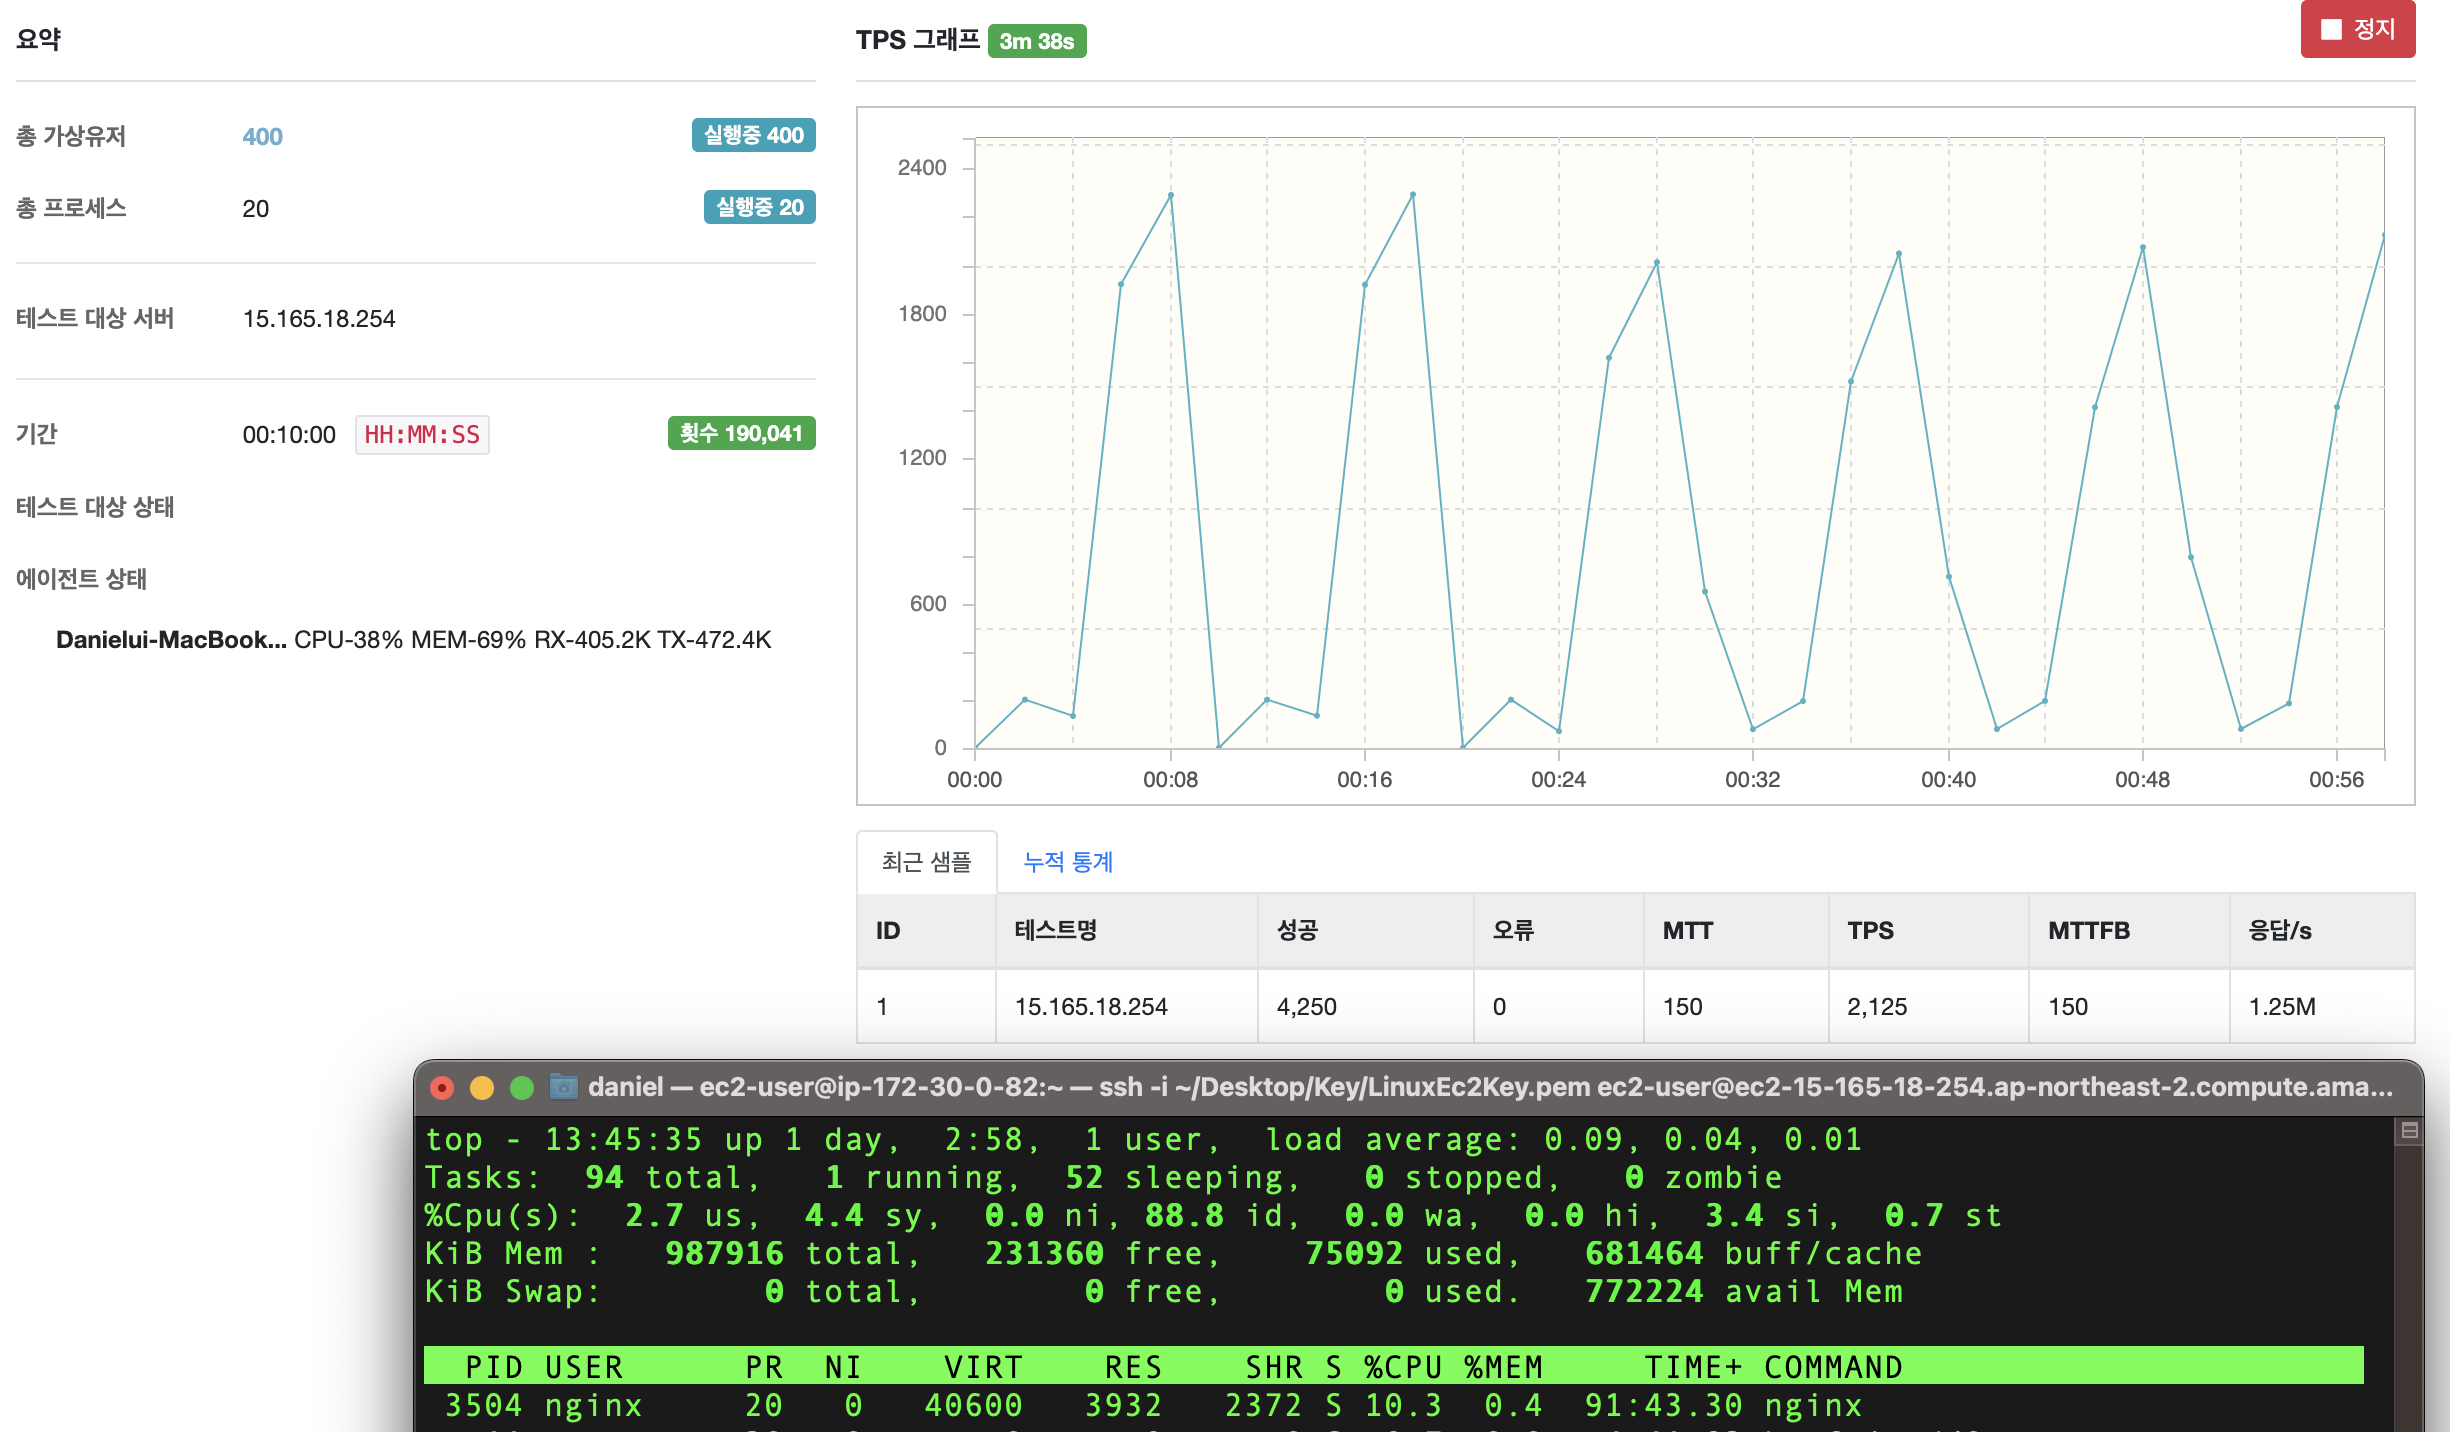 요약
총 가상유저 400 실행중 400
총 프로세스 20 실행중 20
테스트 대상 서버 15.165.18.254
기간 00:10:00 HH:MM:SS 횟수 190,041
테스트 대상 상태
에이전트 상태
Danielui-MacBook... CPU-38% MEM-69% RX-405.2K TX-472.4K
TPS 그래프 3m 38s
정지
2400
1800
1200
600
0
00:00 00:08 00:16 00:24 00:32 00:40 00:48 00:56
최근 샘플 누적 통계
ID 테스트명 성공 오류 MTT TPS MTTFB 응답/s
1 15.165.18.254 4,250 0 150 2,125 150 1.25M
daniel — ec2-user@ip-172-30-0-82:~ — ssh -i ~/Desktop/Key/LinuxEc2Key.pem ec2-user@ec2-15-165-18-254.ap-northeast-2.compute.ama...
top - 13:45:35 up 1 day, 2:58, 1 user, load average: 0.09, 0.04, 0.01
Tasks: 94 total, 1 running, 52 sleeping, 0 stopped, 0 zombie
%Cpu(s): 2.7 us, 4.4 sy, 0.0 ni, 88.8 id, 0.0 wa, 0.0 hi, 3.4 si, 0.7 st
KiB Mem : 987916 total, 231360 free, 75092 used, 681464 buff/cache
KiB Swap: 0 total, 0 free, 0 used. 772224 avail Mem
PID USER PR NI VIRT RES SHR S %CPU %MEM TIME+ COMMAND
3504 nginx 20 0 40600 3932 2372 S 10.3 0.4 91:43.30 nginx